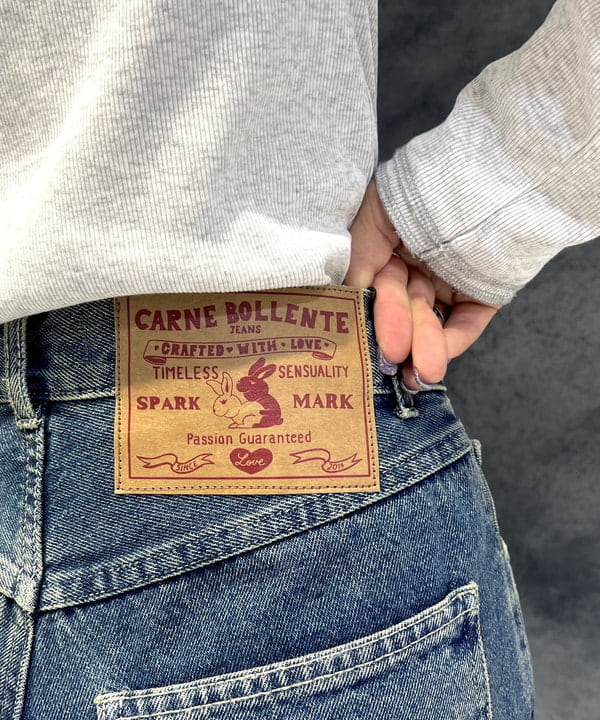 CARNE BOLLENTE
JEANS
CRAFTED • WITH • LOVE
TIMELESS SENSUALITY
SPARK MARK
Passion Guaranteed
SINCE Love 2014